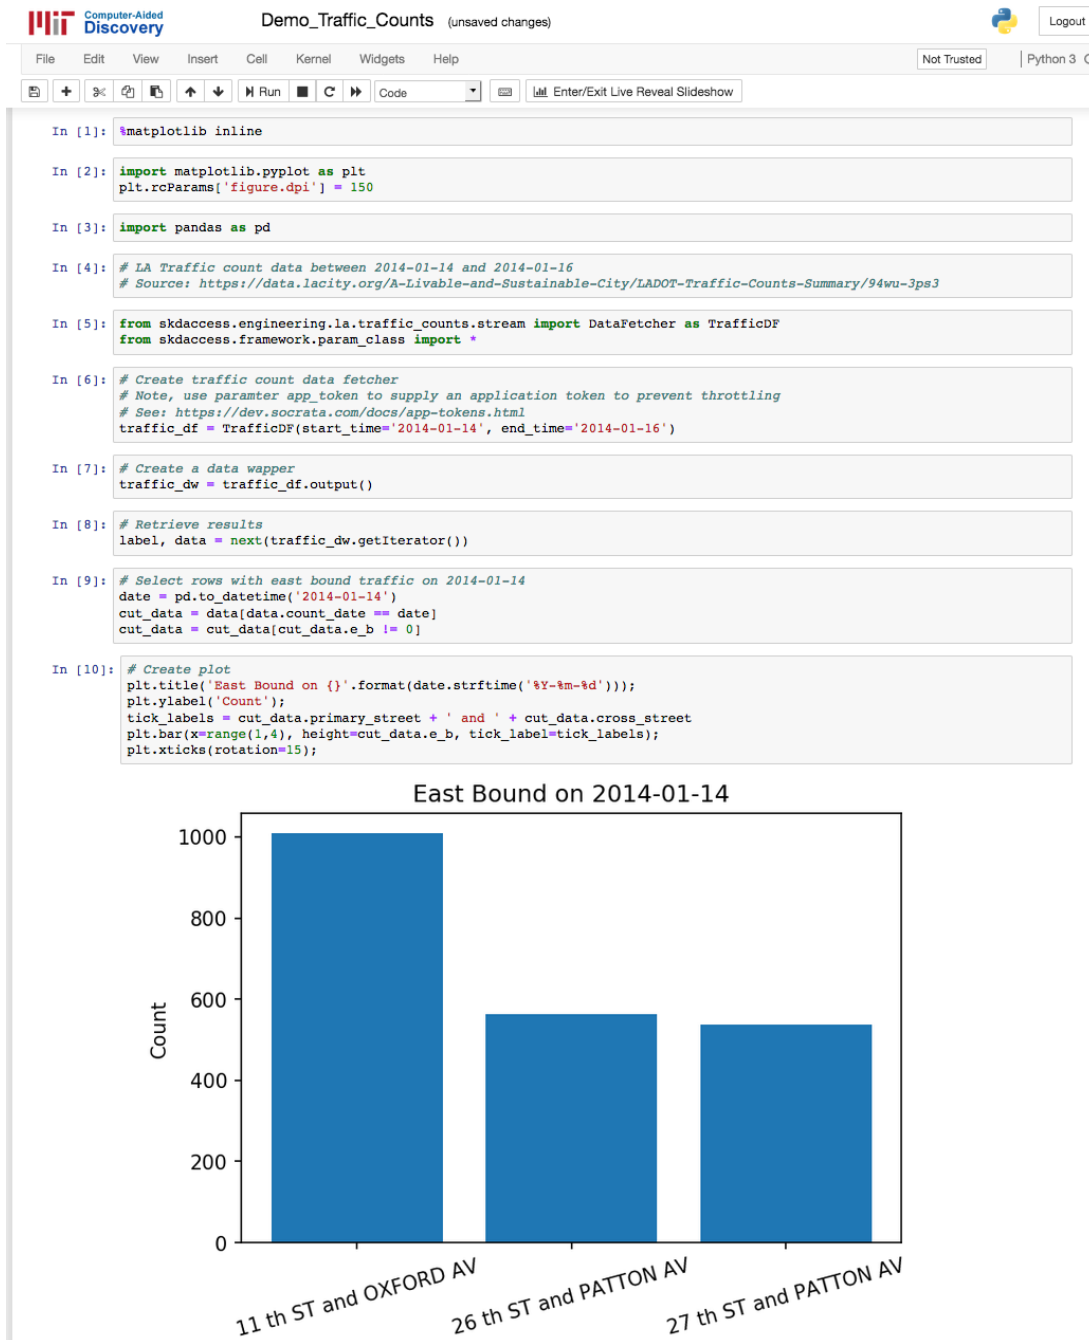 MIT Computer-Aided Discovery
Demo_Traffic_Counts (unsaved changes)
Logout
File Edit View Insert Cell Kernel Widgets Help
Not Trusted
Python 3
Run
Code
Enter/Exit Live Reveal Slideshow
In [1]: %matplotlib inline
In [2]: import matplotlib.pyplot as plt
plt.rcParams['figure.dpi'] = 150
In [3]: import pandas as pd
In [4]: # LA Traffic count data between 2014-01-14 and 2014-01-16
# Source: https://data.lacity.org/A-Livable-and-Sustainable-City/LADOT-Traffic-Counts-Summary/94wu-3ps3
In [5]: from skdaccess.engineering.la.traffic_counts.stream import DataFetcher as TrafficDF
from skdaccess.framework.param_class import *
In [6]: # Create traffic count data fetcher
# Note, use paramter app_token to supply an application token to prevent throttling
# See: https://dev.socrata.com/docs/app-tokens.html
traffic_df = TrafficDF(start_time='2014-01-14', end_time='2014-01-16')
In [7]: # Create a data wapper
traffic_dw = traffic_df.output()
In [8]: # Retrieve results
label, data = next(traffic_dw.getIterator())
In [9]: # Select rows with east bound traffic on 2014-01-14
date = pd.to_datetime('2014-01-14')
cut_data = data[data.count_date == date]
cut_data = cut_data[cut_data.e_b != 0]
In [10]: # Create plot
plt.title('East Bound on {}'.format(date.strftime('%Y-%m-%d')));
plt.ylabel('Count');
tick_labels = cut_data.primary_street + ' and ' + cut_data.cross_street
plt.bar(x=range(1,4), height=cut_data.e_b, tick_label=tick_labels);
plt.xticks(rotation=15);
East Bound on 2014-01-14
1000
800
600
400
200
0
Count
11 th ST and OXFORD AV
26 th ST and PATTON AV
27 th ST and PATTON AV